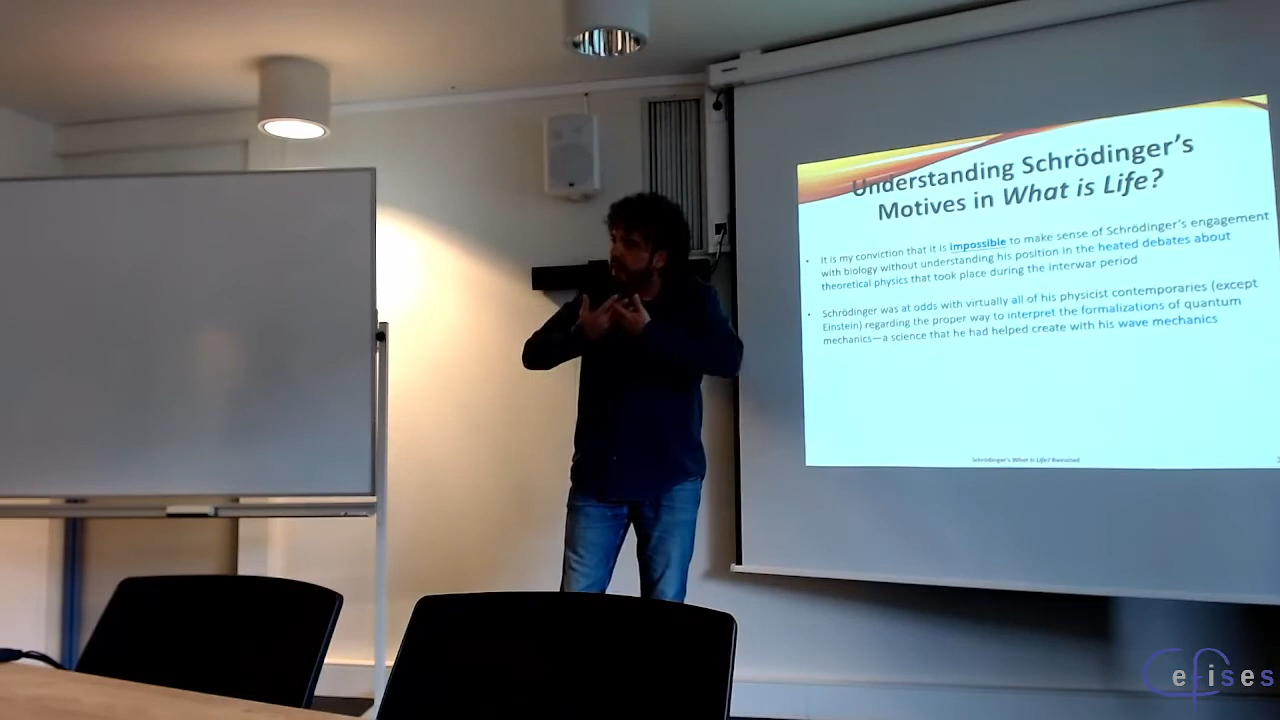 Understanding Schrödinger's
Motives in What is Life?
• It is my conviction that it is impossible to make sense of Schrödinger's engagement
with biology without understanding his position in the heated debates about
theoretical physics that took place during the interwar period
• Schrödinger was at odds with virtually all of his physicist contemporaries (except
Einstein) regarding the proper way to interpret the formalizations of quantum
mechanics—a science that he had helped create with his wave mechanics
Schrödinger's What Is Life? Reexamined
Cefises